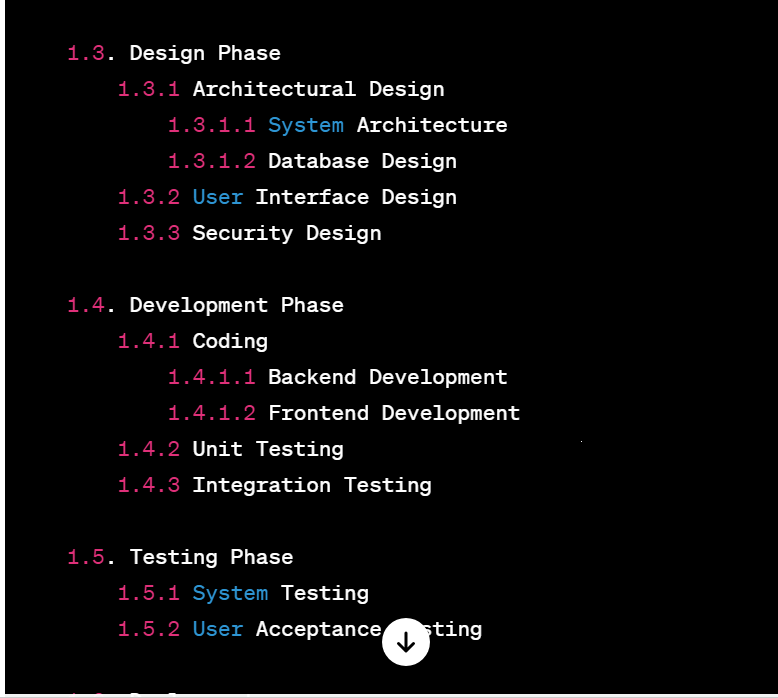 1.3. Design Phase
1.3.1 Architectural Design
1.3.1.1 System Architecture
1.3.1.2 Database Design
1.3.2 User Interface Design
1.3.3 Security Design
1.4. Development Phase
1.4.1 Coding
1.4.1.1 Backend Development
1.4.1.2 Frontend Development
1.4.2 Unit Testing
1.4.3 Integration Testing
1.5. Testing Phase
1.5.1 System Testing
1.5.2 User Acceptance